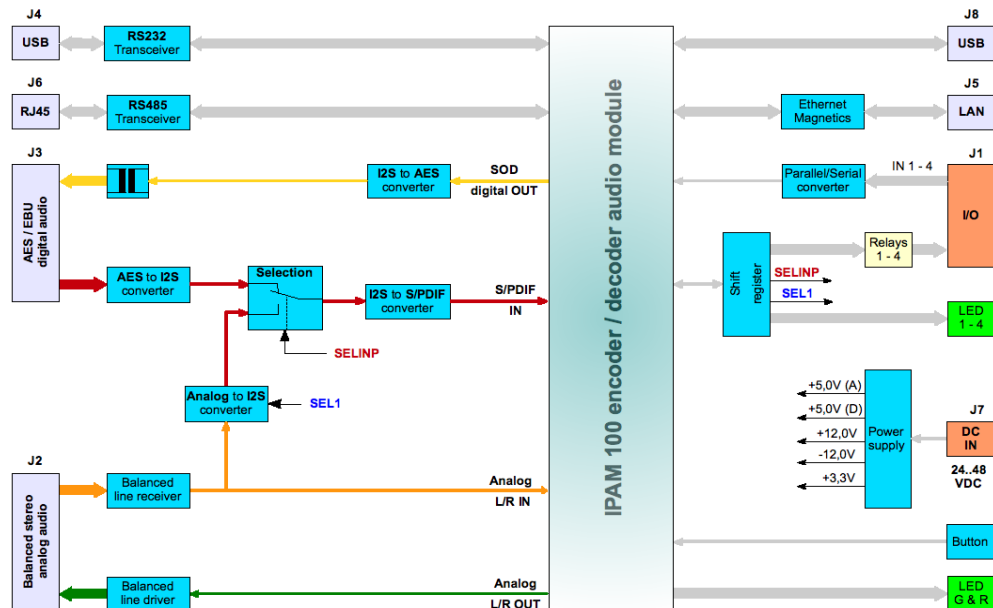 J4
USB
RS232
Transceiver
J8
USB
J6
RJ45
RS485
Transceiver
Ethernet
Magnetics
J5
LAN
J3
AES / EBU
digital audio
I2S to AES
converter
SOD
digital OUT
Parallel/Serial
converter
IN 1 - 4
J1
I/O
AES to I2S
converter
Selection
I2S to S/PDIF
converter
S/PDIF
IN
SELINP
Analog to I2S
converter
SEL1
IPAM 100 encoder / decoder audio module
Shift
register
Relays
1 - 4
SELINP
SEL1
LED
1 - 4
+5,0V (A)
+5,0V (D)
+12,0V
-12,0V
+3,3V
Power
supply
J7
DC
IN
24..48
VDC
J2
Balanced stereo
analog audio
Balanced
line receiver
Analog
L/R IN
Button
Balanced
line driver
Analog
L/R OUT
LED
G & R